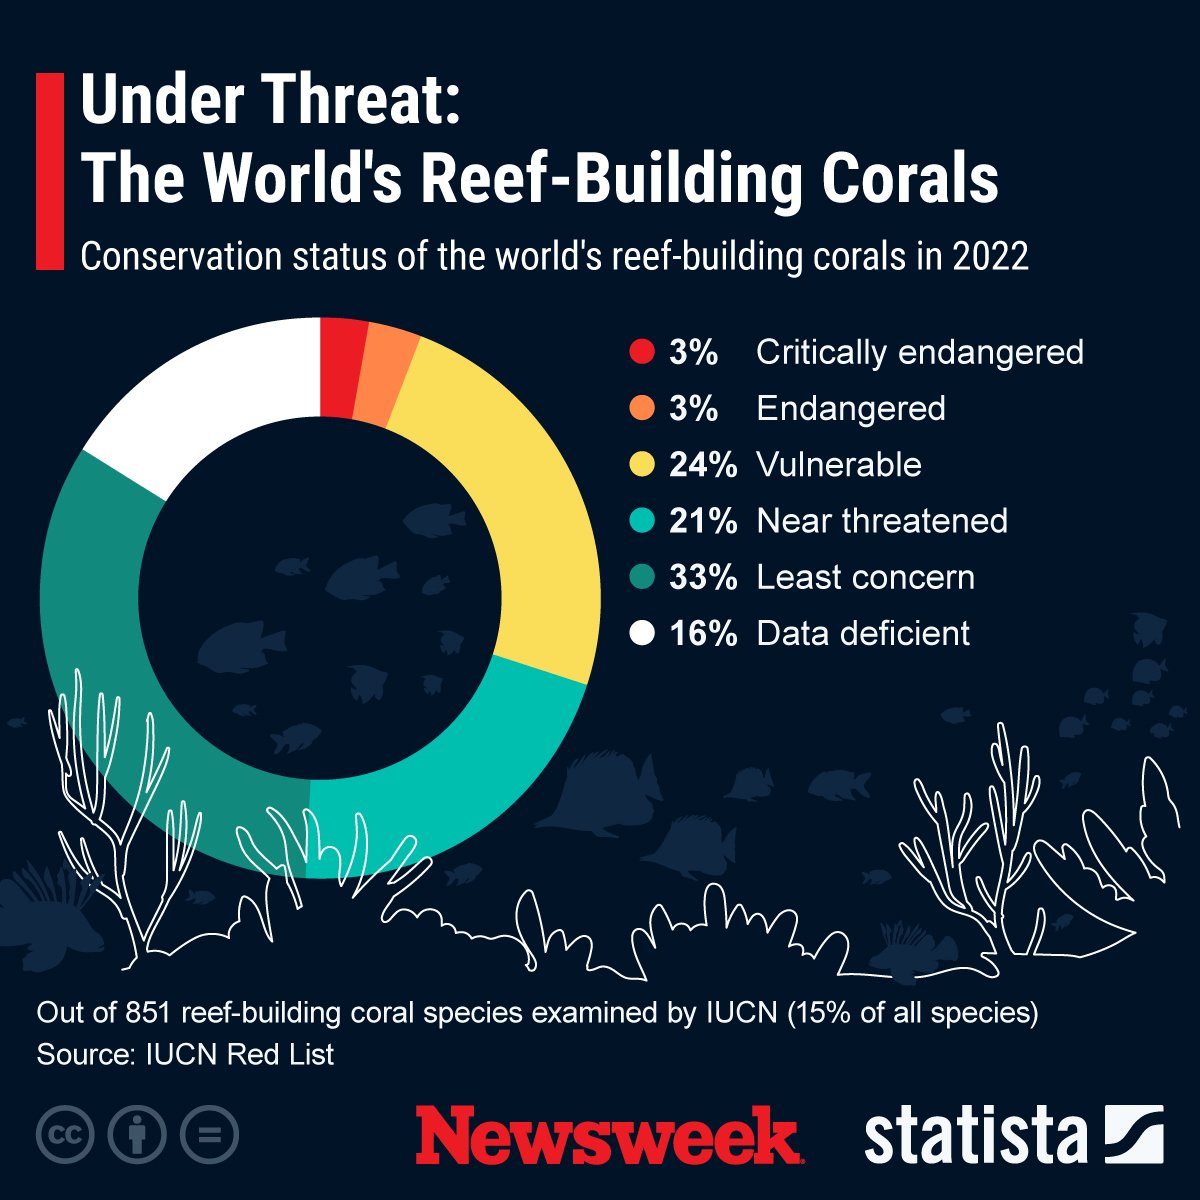 Under Threat:
The World's Reef-Building Corals
Conservation status of the world's reef-building corals in 2022
3% Critically endangered
3% Endangered
24% Vulnerable
21% Near threatened
33% Least concern
16% Data deficient
Out of 851 reef-building coral species examined by IUCN (15% of all species)
Source: IUCN Red List
cc
Newsweek
statista